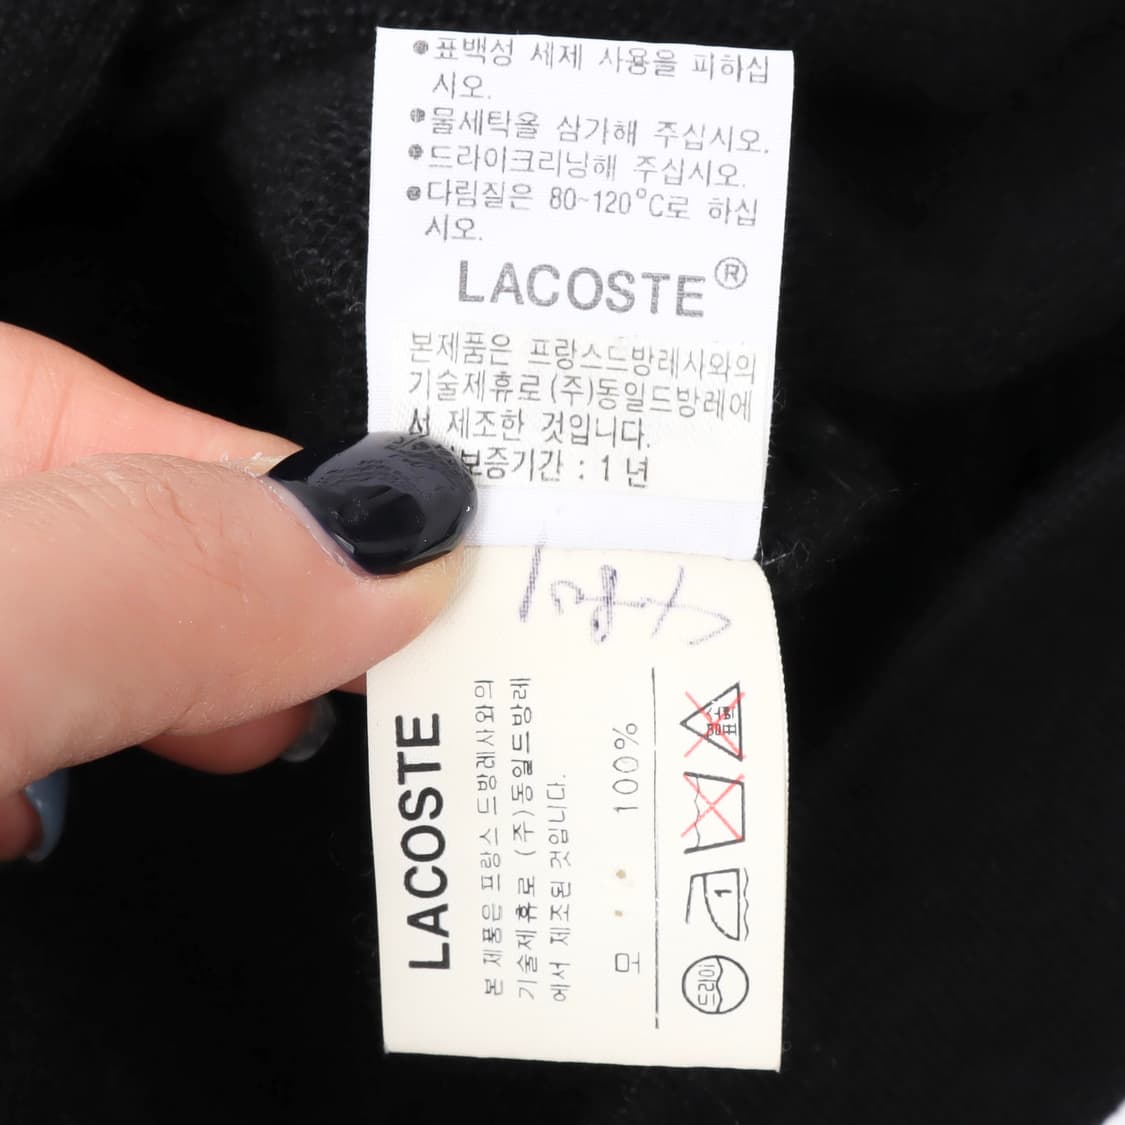 표백성 세제 사용을 피하십
시오.
물세탁을 삼가해 주십시오.
드라이크리닝해 주십시오.
다림질은 80~120°C로 하십
시오.
LACOSTE®
본제품은 프랑스드방레사와의
기술제휴로(주)동일드방레에
서 제조한 것입니다.
보증기간 : 1 년
LACOSTE
본 제품은 프랑스 드방레사와의
기술제휴로 (주)동일드방레
에서 제조된 것입니다.
모 100%
1
드라이